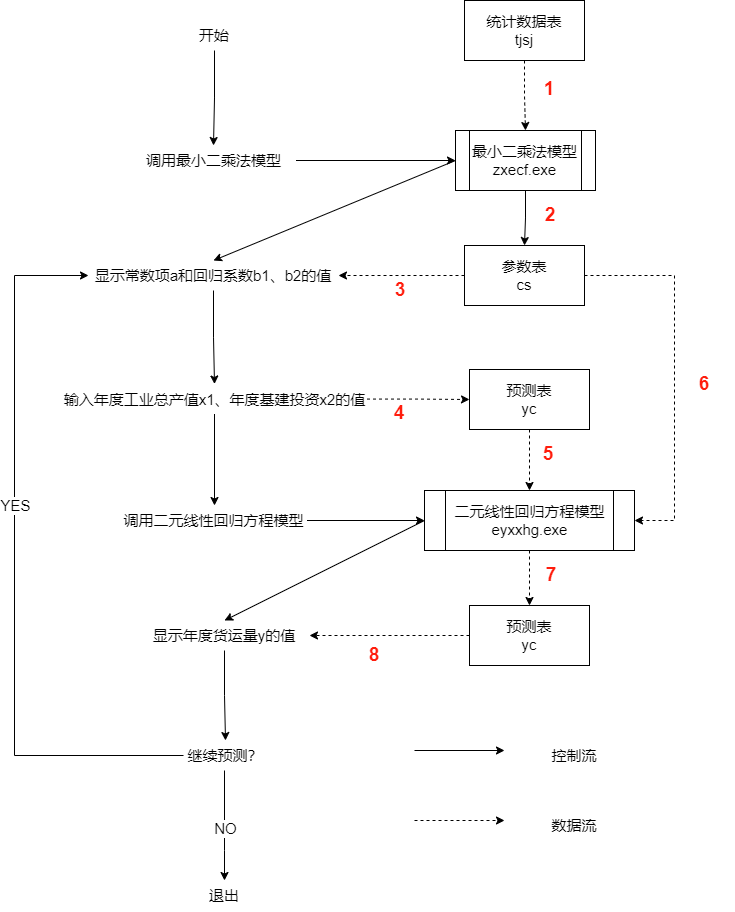 统计数据表
tjsj
开始
1
调用最小二乘法模型
最小二乘法模型
zxecf.exe
2
显示常数项a和回归系数b1、b2的值
3
参数表
cs
6
输入年度工业总产值x1、年度基建投资x2的值
4
预测表
yc
5
YES
调用二元线性回归方程模型
二元线性回归方程模型
eyxxhg.exe
7
显示年度货运量y的值
8
预测表
yc
继续预测?
控制流
NO
数据流
退出